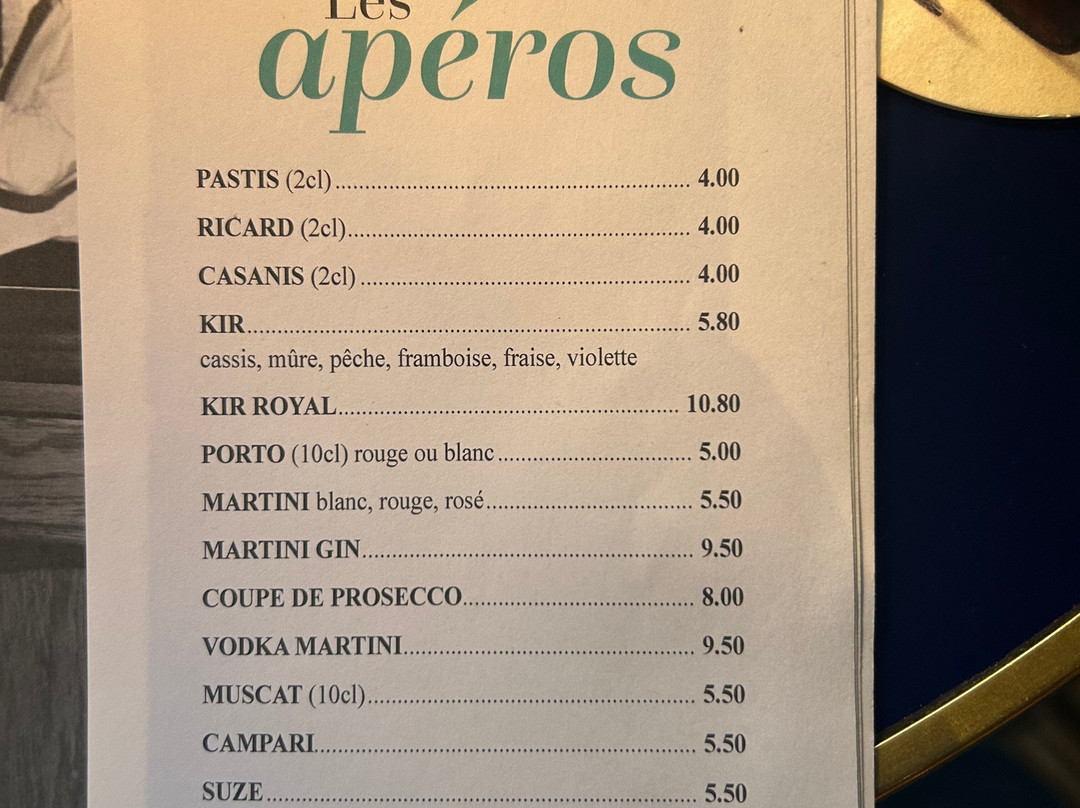 Les
apéros
PASTIS (2cl) 4.00
RICARD (2cl) 4.00
CASANIS (2cl) 4.00
KIR 5.80
cassis, mûre, pêche, framboise, fraise, violette
KIR ROYAL 10.80
PORTO (10cl) rouge ou blanc 5.00
MARTINI blanc, rouge, rosé 5.50
MARTINI GIN 9.50
COUPE DE PROSECCO 8.00
VODKA MARTINI 9.50
MUSCAT (10cl) 5.50
CAMPARI 5.50
SUZE 5.50